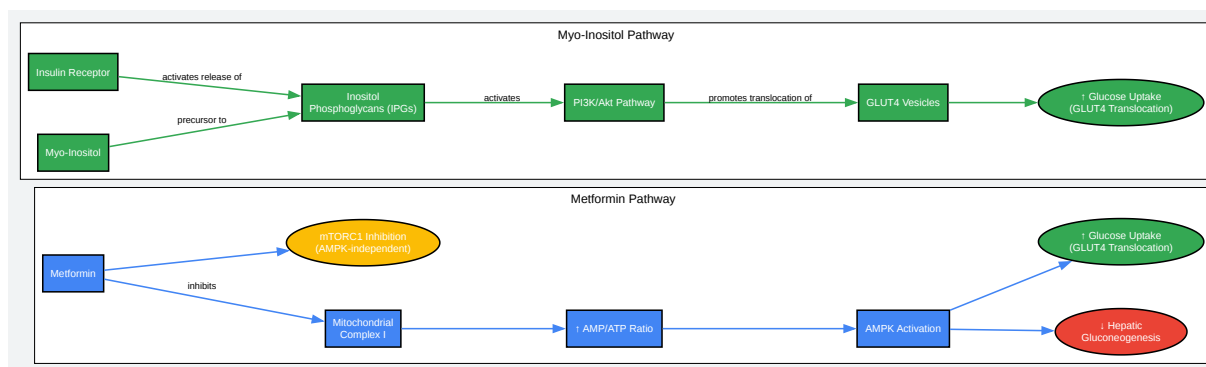 Myo-Inositol Pathway
Insulin Receptor
activates release of
Inositol
Phosphoglycans (IPGs)
activates
PI3K/Akt Pathway
promotes translocation of
GLUT4 Vesicles
↑ Glucose Uptake
(GLUT4 Translocation)
precursor to
Myo-Inositol
Metformin Pathway
mTORC1 Inhibition
(AMPK-independent)
↑ Glucose Uptake
(GLUT4 Translocation)
Metformin
inhibits
Mitochondrial
Complex I
↑ AMP/ATP Ratio
AMPK Activation
↓ Hepatic
Gluconeogenesis